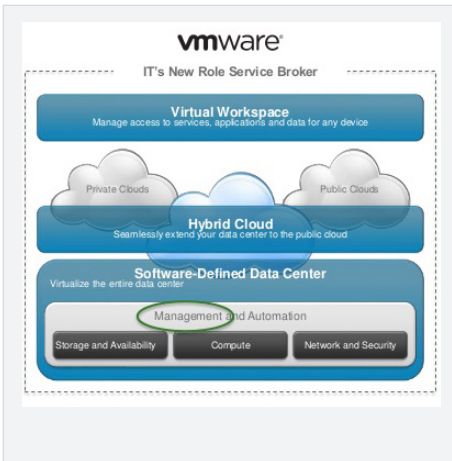 vmware
IT's New Role Service Broker
Virtual Workspace
Manage access to services, applications and data for any device
Private Clouds
Public Clouds
Hybrid Cloud
Seamlessly extend your data center to the public cloud
Software-Defined Data Center
Virtualize the entire data center
Management and Automation
Storage and Availability
Compute
Network and Security